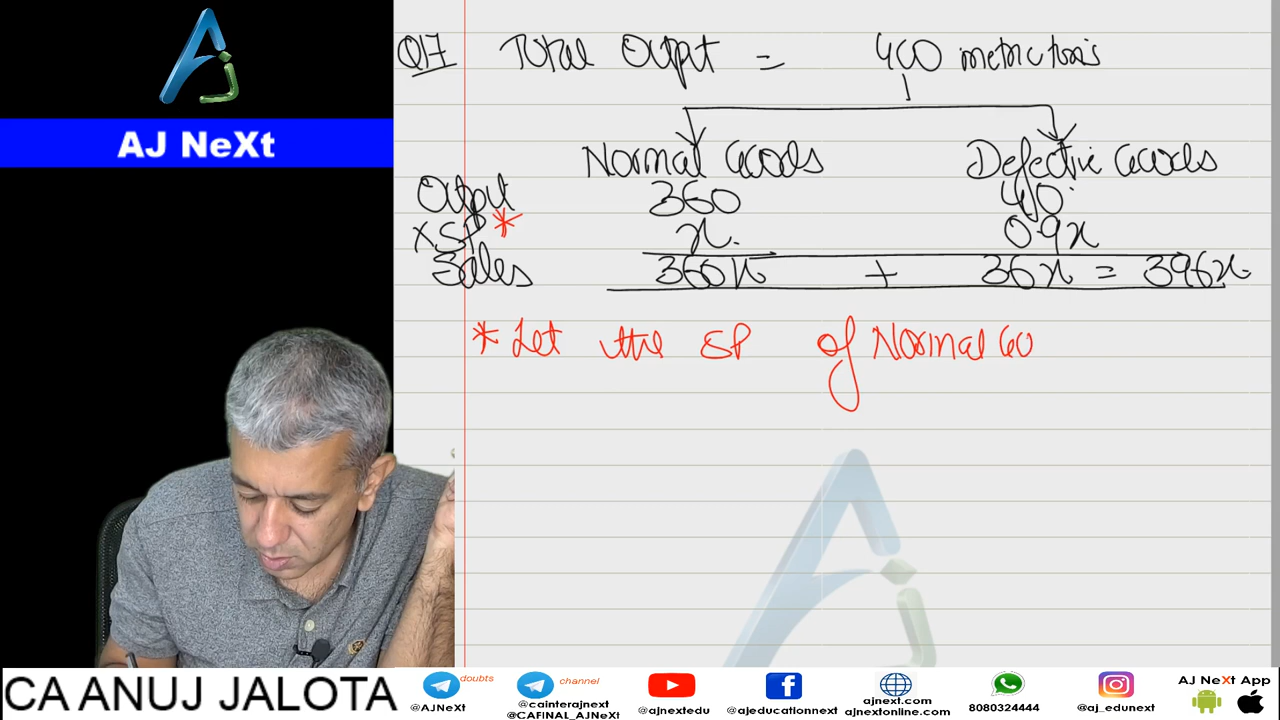 Q17 Total Output = 400 metric tons
Normal Goods Defective Goods
Output 360 40
x SP * x 0.9x
Sales 360x + 36x = 396x
* Let the SP of Normal Go
AJ NeXt
CA ANUJ JALOTA
doubts
@AJNeXt
channel
@cainterajnext
@CAFINAL_AJNeXt
@ajnextedu
@ajeducationnext
ajnext.com
ajnextonline.com
8080324444
@aj_edunext
AJ NeXt App